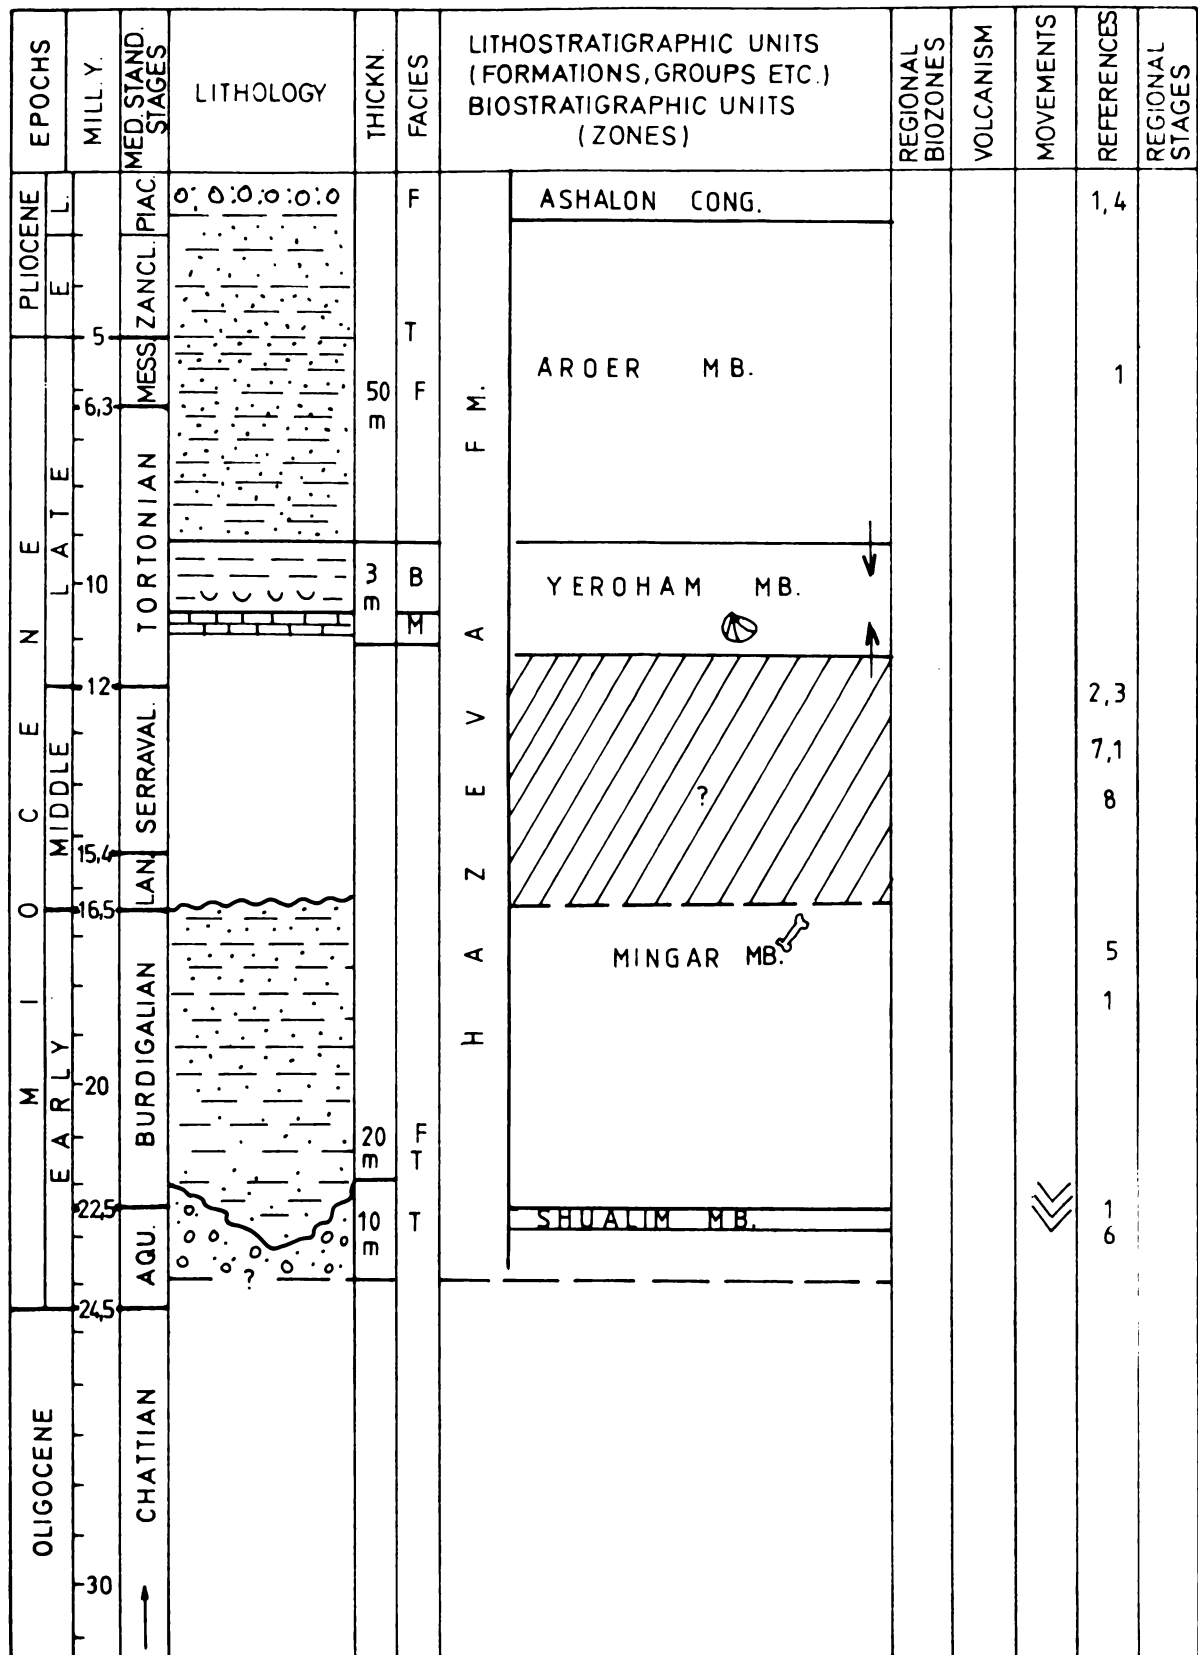 EPOCHS
MILL.Y.
MED. STAND.
STAGES
LITHOLOGY
THICKN.
FACIES
LITHOSTRATIGRAPHIC UNITS
(FORMATIONS, GROUPS ETC.)
BIOSTRATIGRAPHIC UNITS
(ZONES)
REGIONAL
BIOZONES
VOLCANISM
MOVEMENTS
REFERENCES
REGIONAL
STAGES
PLIOCENE
L.
E
PIAC.
ZANCL.
F
ASHALON CONG.
1,4
5
MESS.
T
50
m
F
AROER MB.
1
6,3
MIOCENE
LATE
TORTONIAN
HAZEVA FM.
10
3
m
B
M
YEROHAM MB.
12
MIDDLE
SERRAVAL.
2,3
7,1
?
8
15,4
LAN.
16,5
MINGAR MB.
5
1
EARLY
BURDIGALIAN
20
20
m
F
T
22,5
AQU.
10
m
T
SHUALIM MB.
1
6
?
24,5
OLIGOCENE
CHATTIAN
30